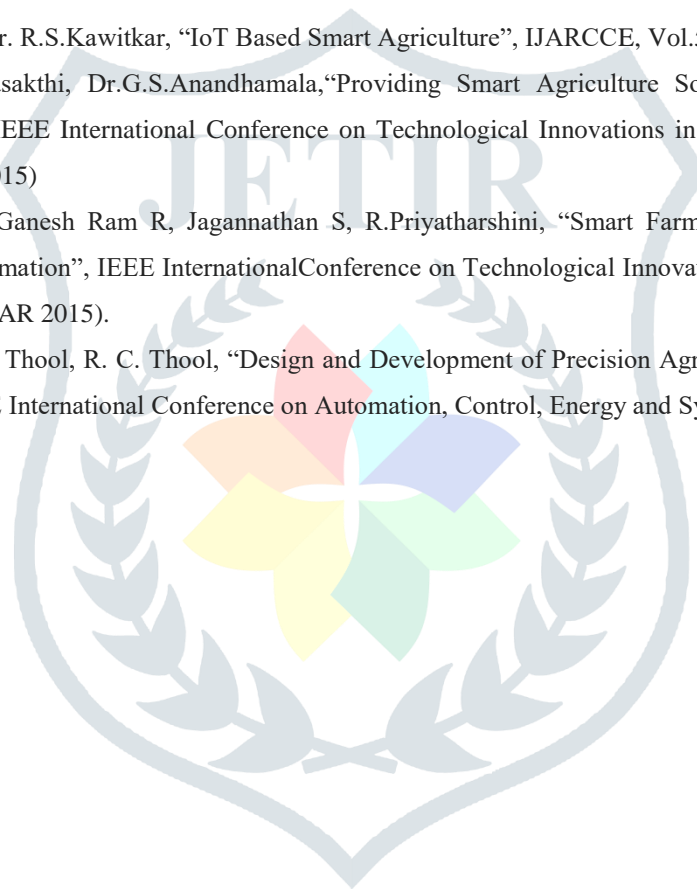 r. R.S.Kawitkar, “IoT Based Smart Agriculture”, IJARCCE, Vol.
sakthi, Dr.G.S.Anandhamala,“Providing Smart Agriculture So
EEE International Conference on Technological Innovations in
15)
JETIR
Ganesh Ram R, Jagannathan S, R.Priyatharshini, “Smart Farm
mation”, IEEE InternationalConference on Technological Innova
AR 2015).
Thool, R. C. Thool, “Design and Development of Precision Agr
International Conference on Automation, Control, Energy and Sy